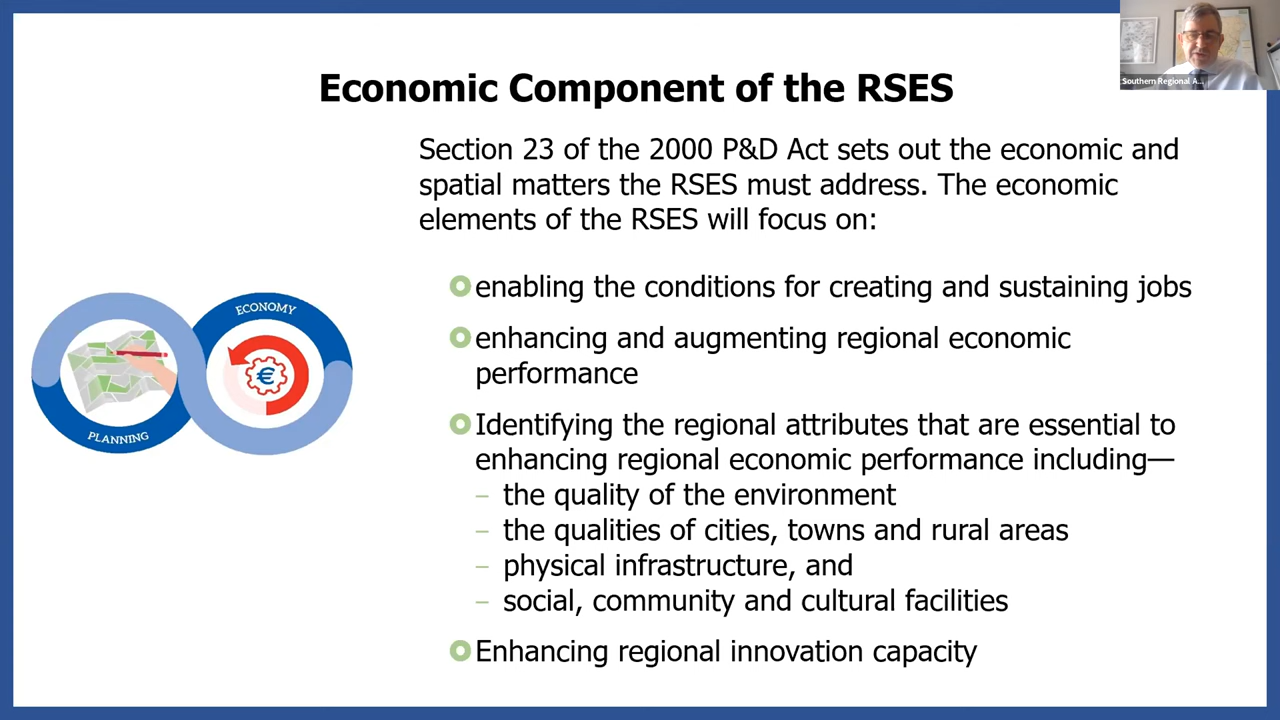 Southern Regional A...
Economic Component of the RSES
Section 23 of the 2000 P&D Act sets out the economic and
spatial matters the RSES must address. The economic
elements of the RSES will focus on:
enabling the conditions for creating and sustaining jobs
enhancing and augmenting regional economic
performance
Identifying the regional attributes that are essential to
enhancing regional economic performance including—
– the quality of the environment
– the qualities of cities, towns and rural areas
– physical infrastructure, and
– social, community and cultural facilities
Enhancing regional innovation capacity
ECONOMY
€
PLANNING